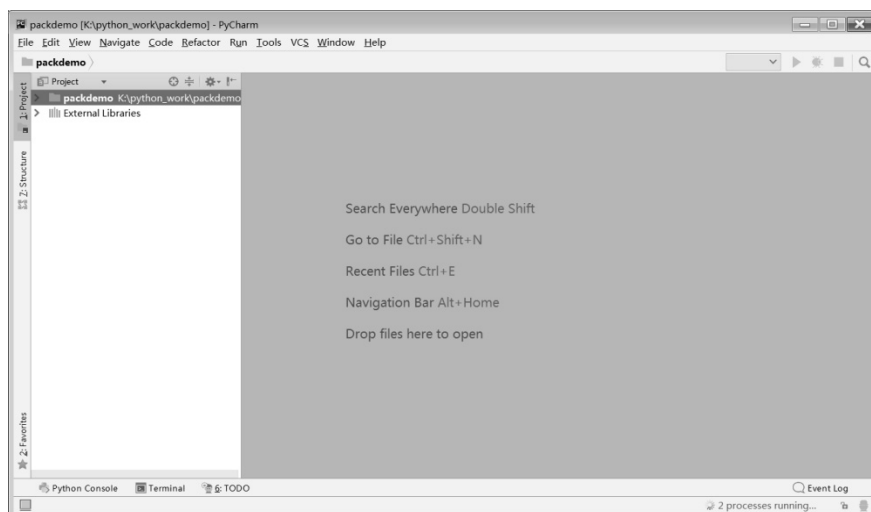 packdemo [K:\python_work\packdemo] - PyCharm
File Edit View Navigate Code Refactor Run Tools VCS Window Help
packdemo
Project
packdemo K:\python_work\packdemo
External Libraries
1: Project
Z: Structure
2: Favorites
Search Everywhere Double Shift
Go to File Ctrl+Shift+N
Recent Files Ctrl+E
Navigation Bar Alt+Home
Drop files here to open
Python Console Terminal 6: TODO Event Log
2 processes running...